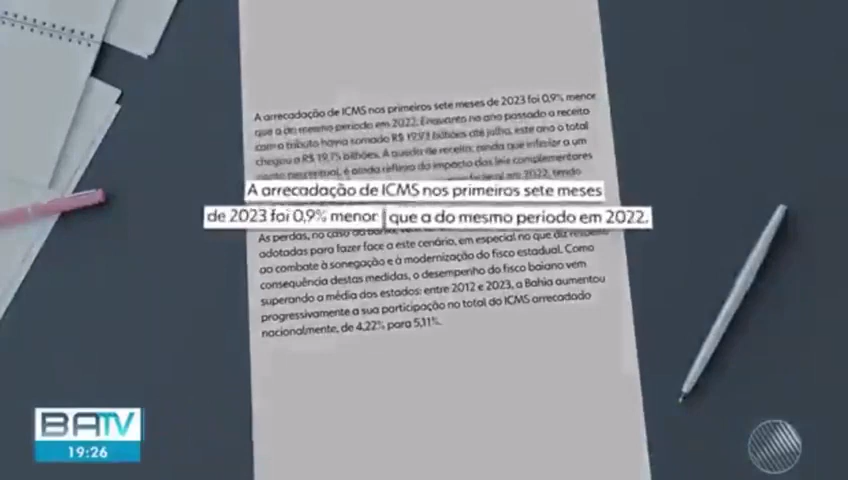 A arrecadação de ICMS nos primeiros sete meses de 2023 foi 0,9% menor
que a do mesmo período em 2022. Enquanto no ano passado a receita
com o tributo havia somado R$ 19,93 bilhões até julho, este ano o total
chegou a R$ 19,75 bilhões. A queda de receita, ainda que inferior a um
ponto percentual, é ainda reflexo do impacto das leis complementares
federal em 2022, tendo
A arrecadação de ICMS nos primeiros sete meses
de 2023 foi 0,9% menor que a do mesmo período em 2022.
As perdas, no caso da Bahia,
adotadas para fazer face a este cenário, em especial no que diz respeito
ao combate à sonegação e à modernização do fisco estadual. Como
consequência destas medidas, o desempenho do fisco baiano vem
superando a média dos estados: entre 2012 e 2023, a Bahia aumentou
progressivamente a sua participação no total do ICMS arrecadado
nacionalmente, de 4,22% para 5,11%.
BATV
19:26